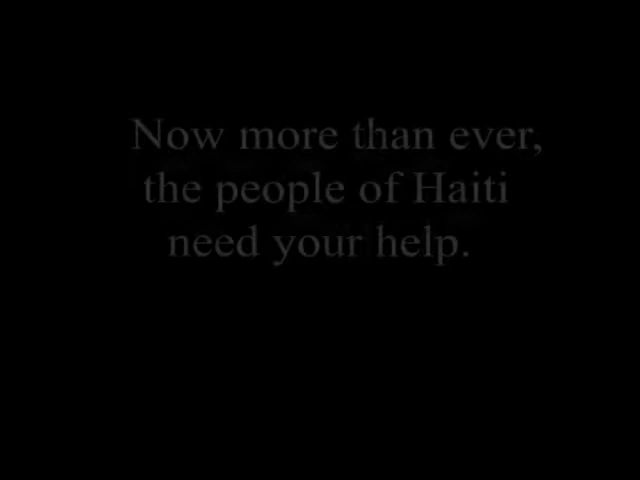 Now more than ever,
the people of Haiti
need your help.